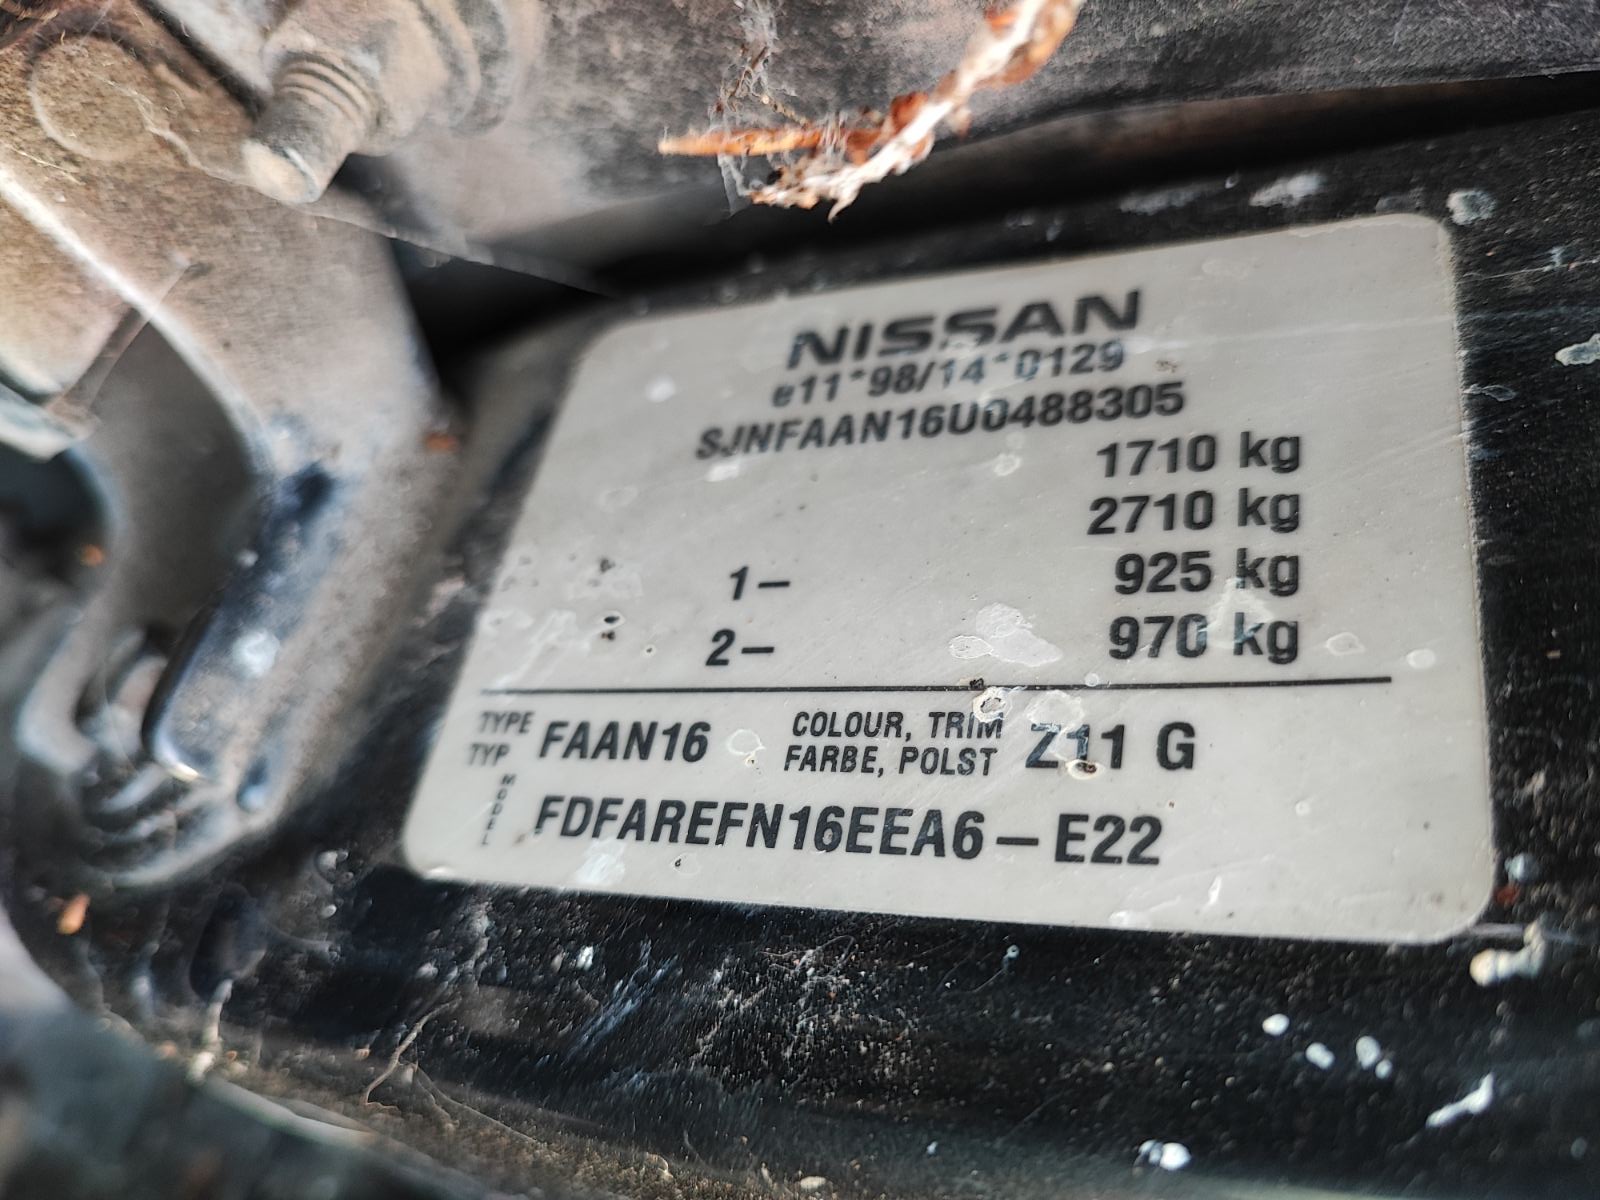 NISSAN
e11*98/14*0129
SJNFAAN16U0488305
1710 kg
2710 kg
1– 925 kg
2– 970 kg
TYPE TYP FAAN16 COLOUR, TRIM FARBE, POLST Z11 G
MODELL FDFAREFN16EEA6 – E22